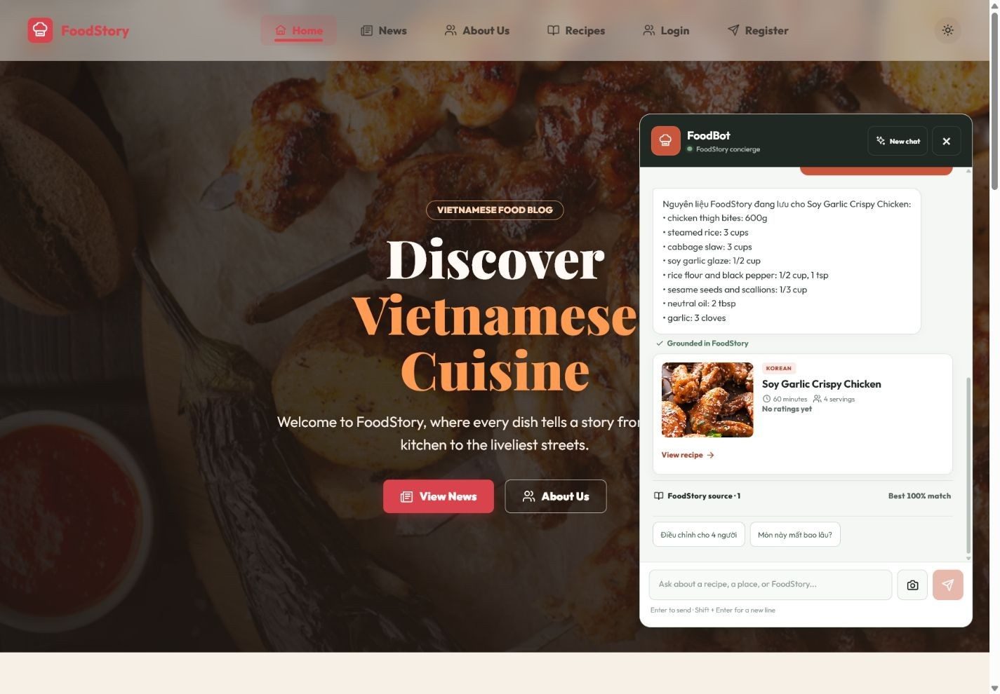 FoodStory
Home
News
About Us
Recipes
Login
Register
VIETNAMESE FOOD BLOG
Discover
Vietnamese
Cuisine
Welcome to FoodStory, where every dish tells a story
kitchen to the liveliest streets.
View News
About Us
FoodBot
FoodStory concierge
New chat
Nguyên liệu FoodStory đang lưu cho Soy Garlic Crispy Chicken:
• chicken thigh bites: 600g
• steamed rice: 3 cups
• cabbage slaw: 3 cups
• soy garlic glaze: 1/2 cup
• rice flour and black pepper: 1/2 cup, 1 tsp
• sesame seeds and scallions: 1/3 cup
• neutral oil: 2 tbsp
• garlic: 3 cloves
Grounded in FoodStory
KOREAN
Soy Garlic Crispy Chicken
60 minutes
4 servings
No ratings yet
View recipe →
FoodStory source · 1
Best 100% match
Điều chỉnh cho 4 người
Món này mất bao lâu?
Ask about a recipe, a place, or FoodStory...
Enter to send · Shift + Enter for a new line